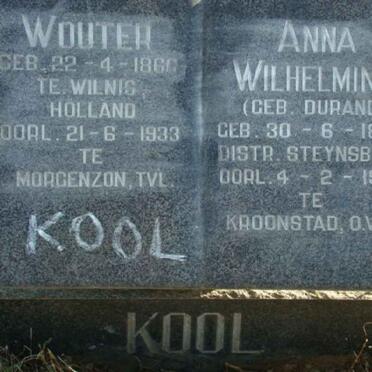 WOUTER
GEB. 22-4-1866
TE WILNIS,
HOLLAND
OORL. 21-6-1933
TE
MORGENZON, TVL.
KOOL
ANNA
WILHELMIN
(GEB. DURAND
GEB. 30-6-18
DISTR. STEYNSB
OORL. 4-2-19
TE
KROONSTAD, O.V
KOOL